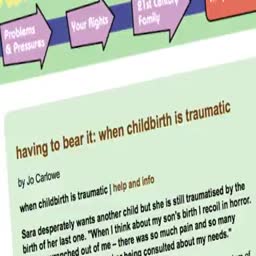 Problems
& Pressures
Your Rights
21st Century
Family
having to bear it: when childbirth is traumatic
by Jo Carlowe
when childbirth is traumatic | help and info
Sara desperately wants another child but she is still traumatised by the
birth of her last one. "When I think about my son's birth I recoil in horror.
out of me – there was so much pain and so many
being consulted about my needs."